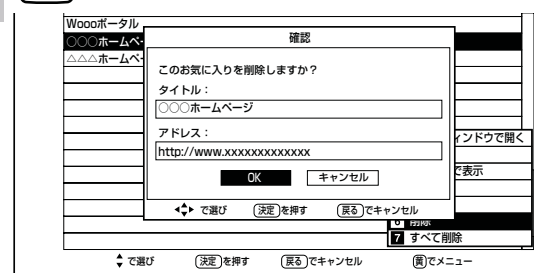 Woooポータル
○○○ホームペ
△△△ホームペ
確認
このお気に入りを削除しますか？
タイトル：
○○○ホームページ
アドレス：
http://www.xxxxxxxxxxxxx
OK キャンセル
で選び 決定を押す 戻るでキャンセル
ィンドウで開く
で表示
6 削除
7 すべて削除
で選び 決定を押す 戻るでキャンセル 黄でメニュー